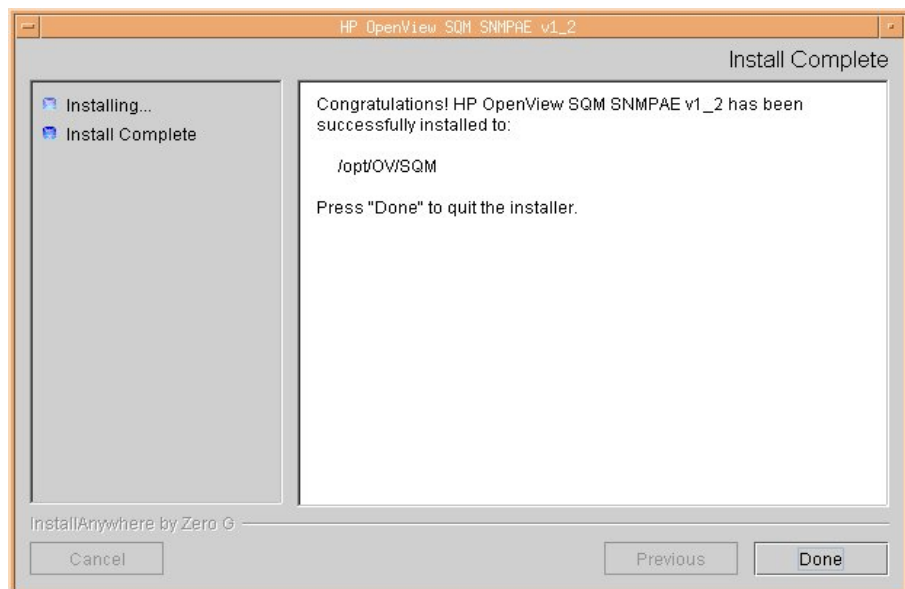 HP OpenView SQM SNMPAE v1_2
Install Complete
Installing...
Install Complete
Congratulations! HP OpenView SQM SNMPAE v1_2 has been
successfully installed to:
/opt/OV/SQM
Press "Done" to quit the installer.
InstallAnywhere by Zero G
Cancel
Previous
Done